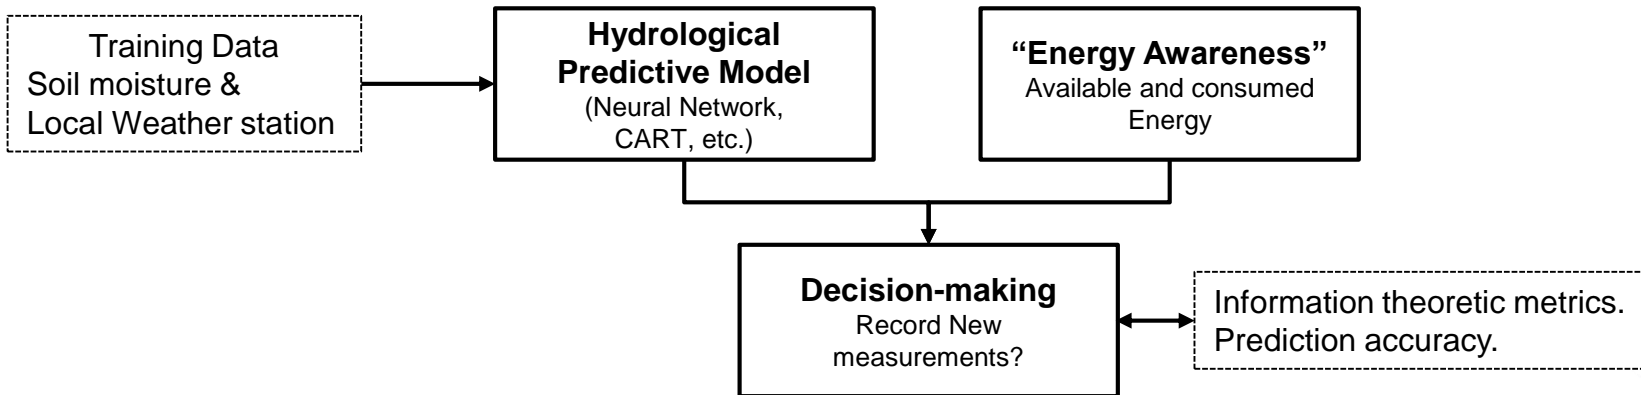 Training Data
Soil moisture &
Local Weather station
Hydrological
Predictive Model
(Neural Network,
CART, etc.)
“Energy Awareness”
Available and consumed
Energy
Decision-making
Record New
measurements?
Information theoretic metrics.
Prediction accuracy.